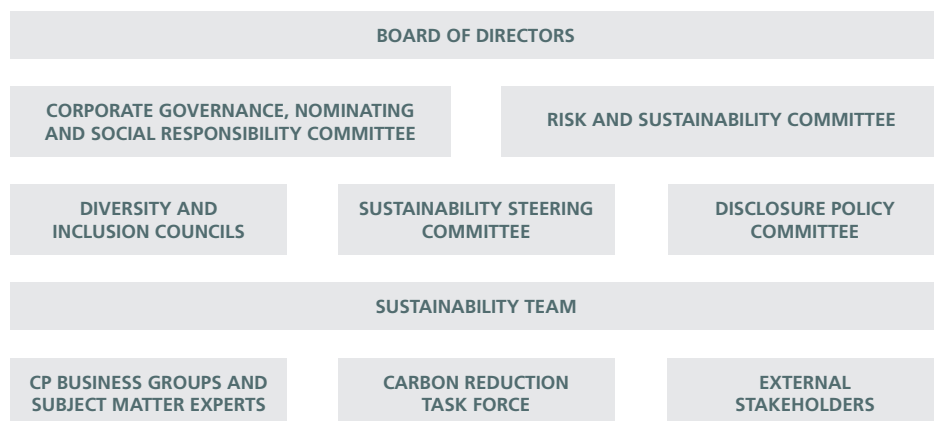 BOARD OF DIRECTORS
CORPORATE GOVERNANCE, NOMINATING
AND SOCIAL RESPONSIBILITY COMMITTEE
RISK AND SUSTAINABILITY COMMITTEE
DIVERSITY AND
INCLUSION COUNCILS
SUSTAINABILITY STEERING
COMMITTEE
DISCLOSURE POLICY
COMMITTEE
SUSTAINABILITY TEAM
CP BUSINESS GROUPS AND
SUBJECT MATTER EXPERTS
CARBON REDUCTION
TASK FORCE
EXTERNAL
STAKEHOLDERS